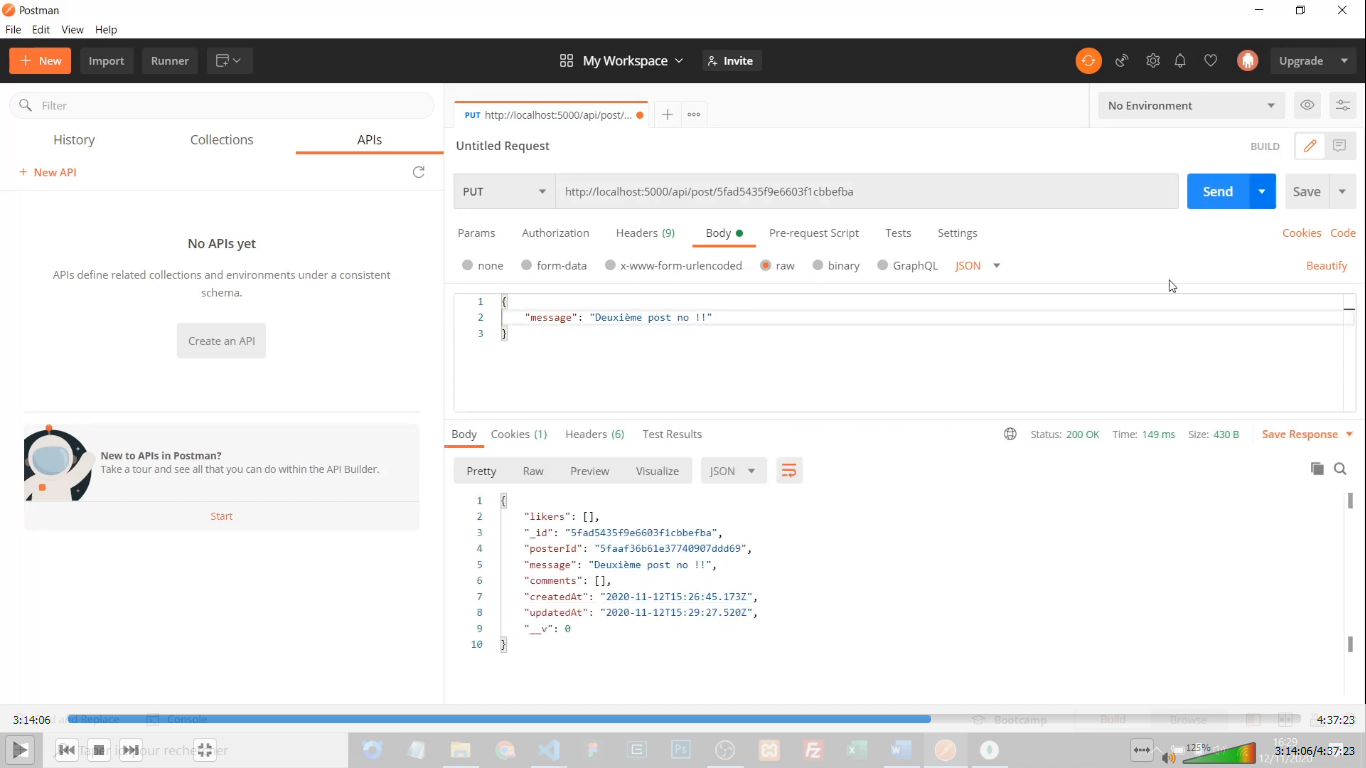 Postman
File Edit View Help
New Import Runner My Workspace Invite Upgrade
Filter
History Collections APIs
New API
No APIs yet
APIs define related collections and environments under a consistent
schema.
Create an API
New to APIs in Postman?
Take a tour and see all that you can do within the API Builder.
Start
PUT http://localhost:5000/api/post/...
No Environment
Untitled Request
BUILD
PUT http://localhost:5000/api/post/5fad5435f9e6603f1cbbefba Send Save
Params Authorization Headers (9) Body Pre-request Script Tests Settings Cookies Code
none form-data x-www-form-urlencoded raw binary GraphQL JSON Beautify
1 {
2 "message": "Deuxième post no !!"
3 }
Body Cookies (1) Headers (6) Test Results Status: 200 OK Time: 149 ms Size: 430 B Save Response
Pretty Raw Preview Visualize JSON
1 {
2 "likers": [],
3 "_id": "5fad5435f9e6603f1cbbefba",
4 "posterId": "5faaf36b61e37740907ddd69",
5 "message": "Deuxième post no !!",
6 "comments": [],
7 "createdAt": "2020-11-12T15:26:45.173Z",
8 "updatedAt": "2020-11-12T15:29:27.520Z",
9 "__v": 0
10 }
3:14:06 and Replace Console Bootcamp Build Browse 4:37:23
125% 16:29
12/11/2020
3:14:06/4:37:23